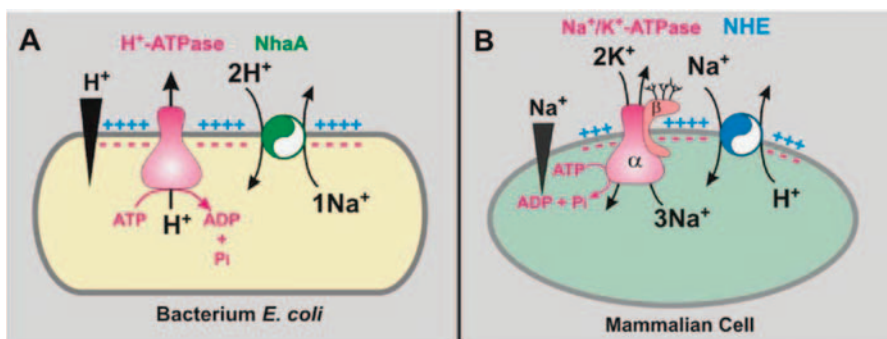 A
H⁺-ATPase
NhaA
H⁺
2H⁺
++++
++++
++++
- - - -
- - - -
- - - -
ATP
H⁺
ADP
+
Pi
1Na⁺
Bacterium E. coli
B
Na⁺/K⁺-ATPase
NHE
2K⁺
Na⁺
Na⁺
β
+++
++++
+++
α
ATP
ADP + Pi
3Na⁺
H⁺
Mammalian Cell